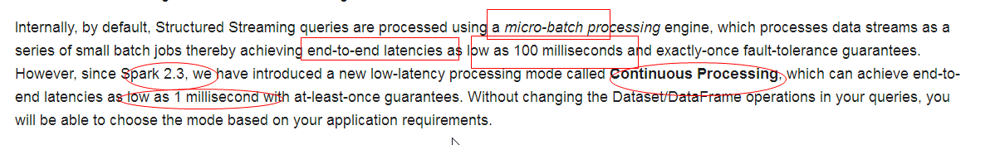 Internally, by default, Structured Streaming queries are processed using a micro-batch processing engine, which processes data streams as a
series of small batch jobs thereby achieving end-to-end latencies as low as 100 milliseconds and exactly-once fault-tolerance guarantees.
However, since Spark 2.3, we have introduced a new low-latency processing mode called Continuous Processing, which can achieve end-to-
end latencies as low as 1 millisecond with at-least-once guarantees. Without changing the Dataset/DataFrame operations in your queries, you
will be able to choose the mode based on your application requirements.